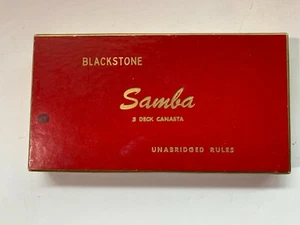 BLACKSTONE
Samba
3 DECK CANASTA
UNABRIDGED RULES